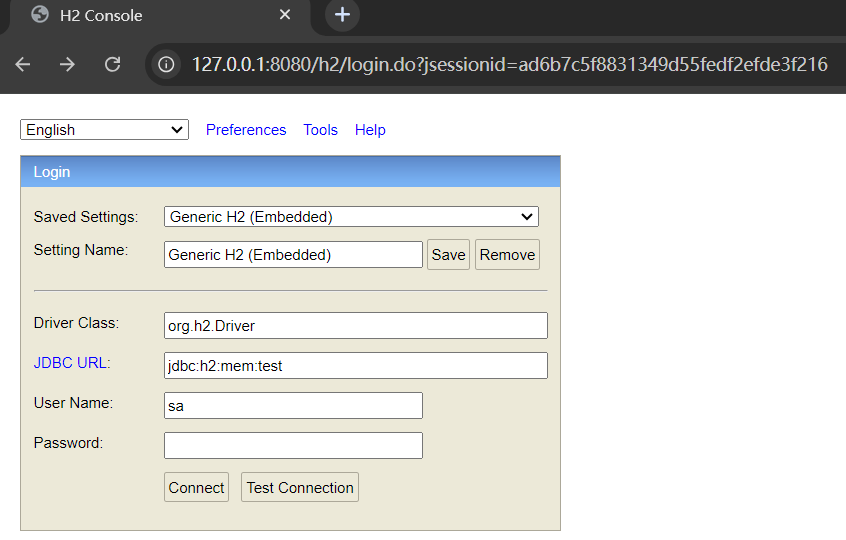 H2 Console
127.0.0.1:8080/h2/login.do?jsessionid=ad6b7c5f8831349d55fedf2efde3f216
English Preferences Tools Help
Login
Saved Settings: Generic H2 (Embedded)
Setting Name: Generic H2 (Embedded) Save Remove
Driver Class: org.h2.Driver
JDBC URL: jdbc:h2:mem:test
User Name: sa
Password:
Connect Test Connection